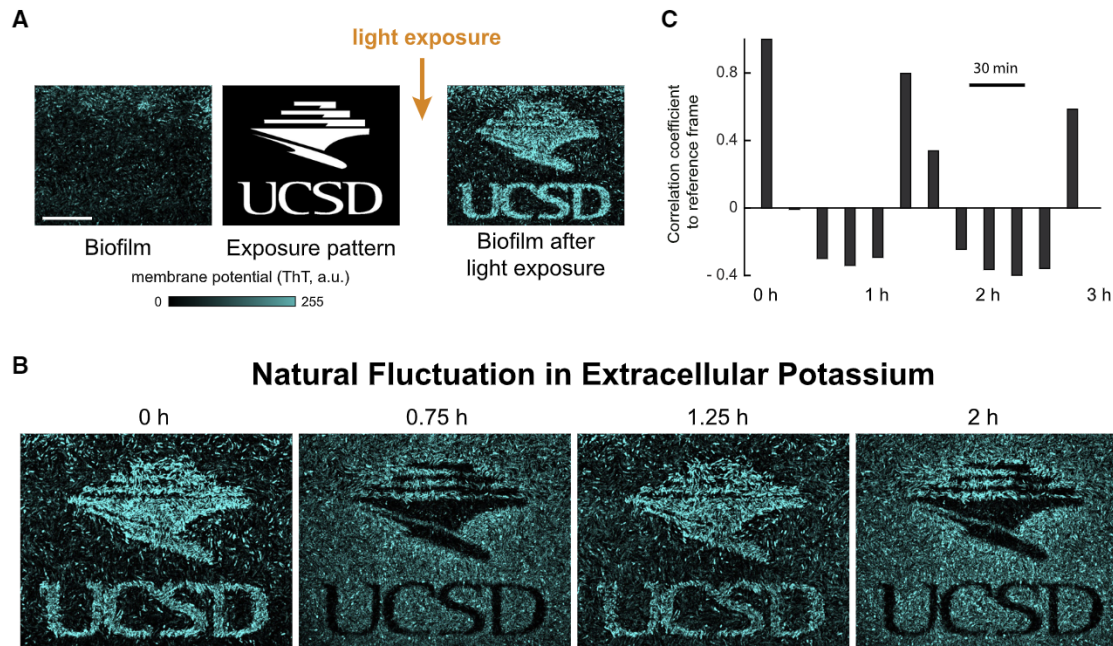 A
light exposure
UCSD
UCSD
Biofilm
Exposure pattern
Biofilm after
light exposure
membrane potential (ThT, a.u.)
0
255
C
Correlation coefficient
to reference frame
0.8
0.4
0
- 0.4
30 min
0 h
1 h
2 h
3 h
B
Natural Fluctuation in Extracellular Potassium
0 h
0.75 h
1.25 h
2 h
UCSD
UCSD
UCSD
UCSD